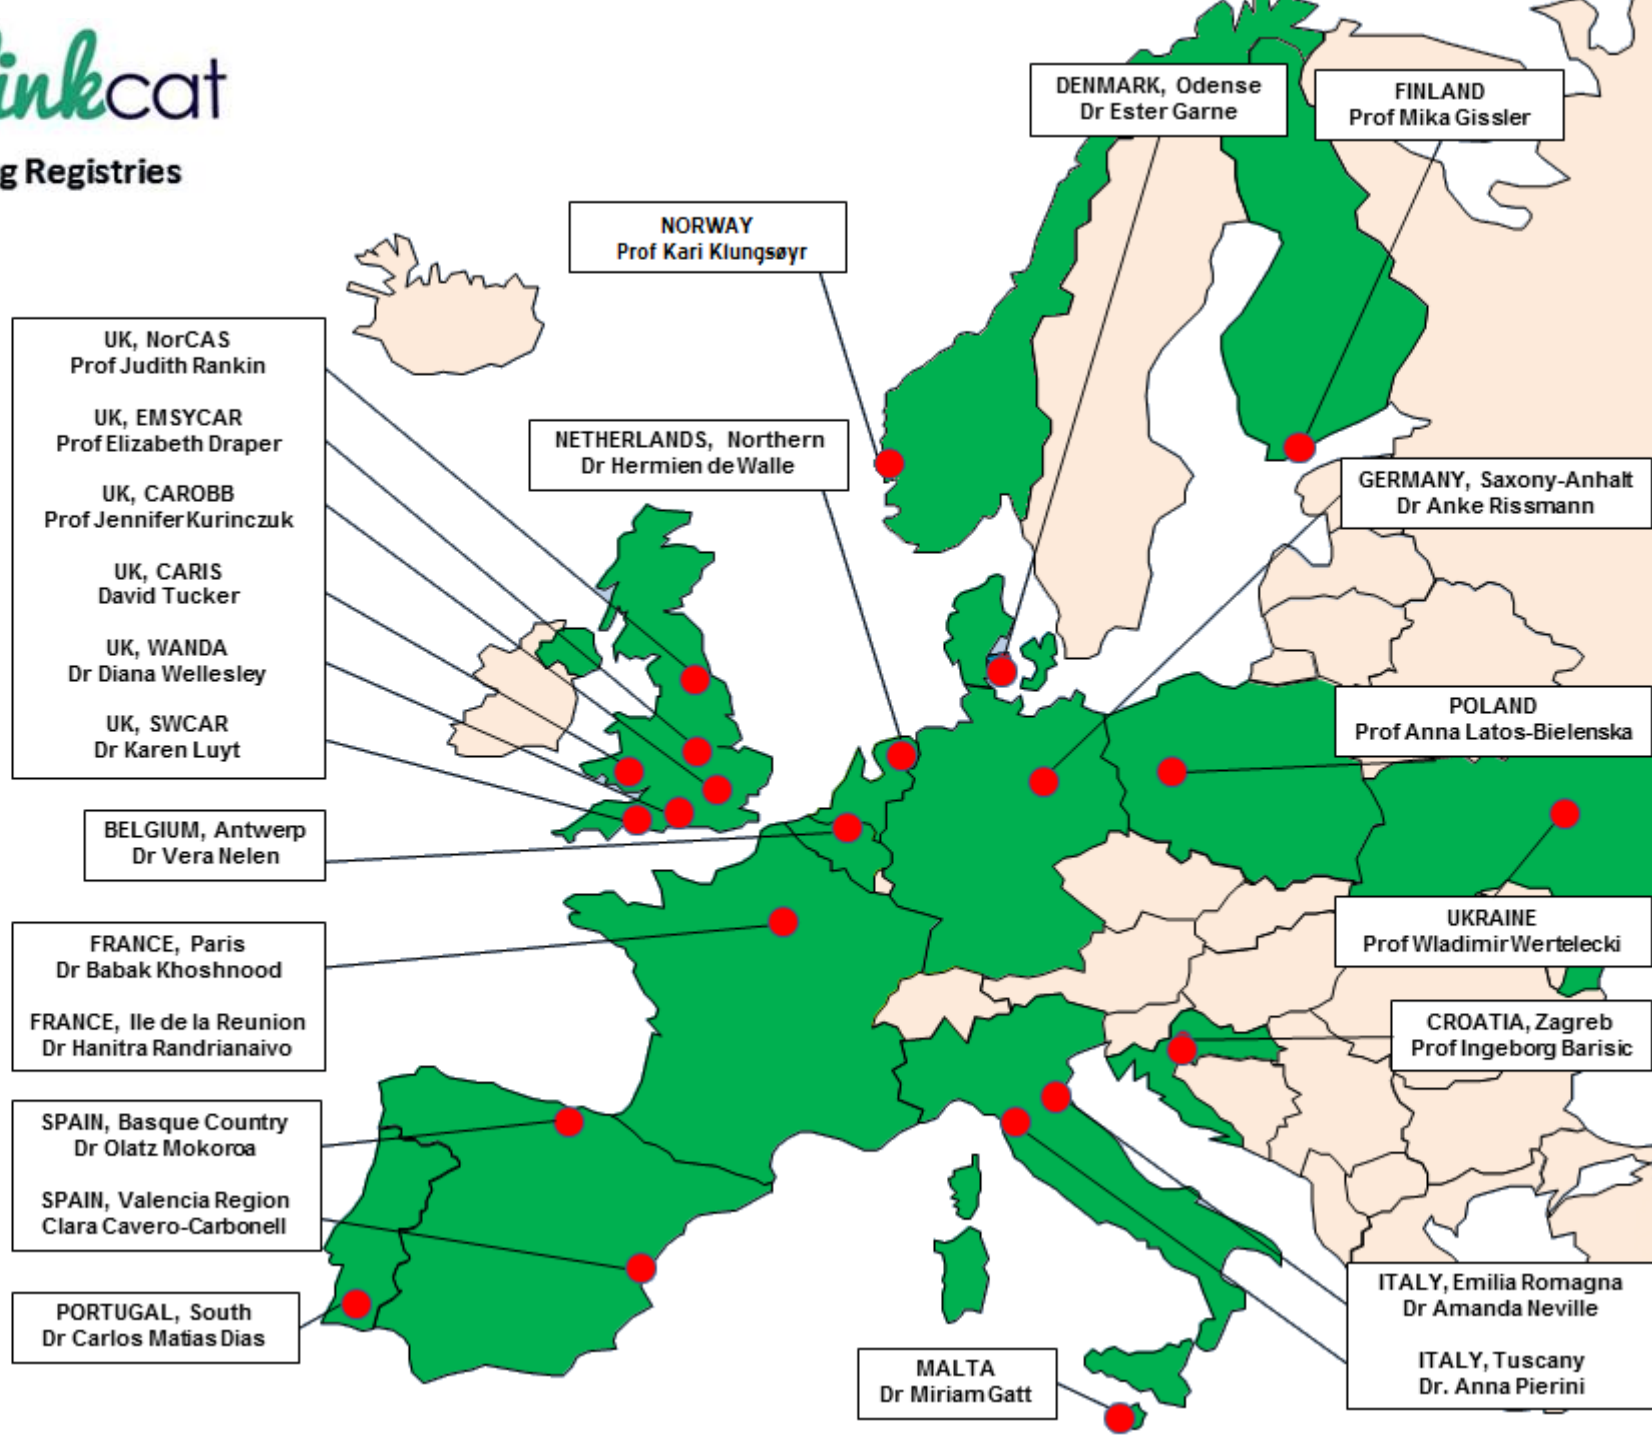 inkcat
g Registries
DENMARK, Odense
Dr Ester Garne
FINLAND
Prof Mika Gissler
NORWAY
Prof Kari Klungsøyr
UK, NorCAS
Prof Judith Rankin
UK, EMSYCAR
Prof Elizabeth Draper
UK, CAROBB
Prof Jennifer Kurinczuk
UK, CARIS
David Tucker
UK, WANDA
Dr Diana Wellesley
UK, SWCAR
Dr Karen Luyt
NETHERLANDS, Northern
Dr Hermien de Walle
GERMANY, Saxony-Anhalt
Dr Anke Rissmann
POLAND
Prof Anna Latos-Bielenska
BELGIUM, Antwerp
Dr Vera Nelen
FRANCE, Paris
Dr Babak Khoshnood
FRANCE, Ile de la Reunion
Dr Hanitra Randrianaivo
UKRAINE
Prof Wladimir Wertelecki
CROATIA, Zagreb
Prof Ingeborg Barisic
SPAIN, Basque Country
Dr Olatz Mokoroa
SPAIN, Valencia Region
Clara Cavero-Carbonell
PORTUGAL, South
Dr Carlos Matias Dias
MALTA
Dr Miriam Gatt
ITALY, Emilia Romagna
Dr Amanda Neville
ITALY, Tuscany
Dr. Anna Pierini